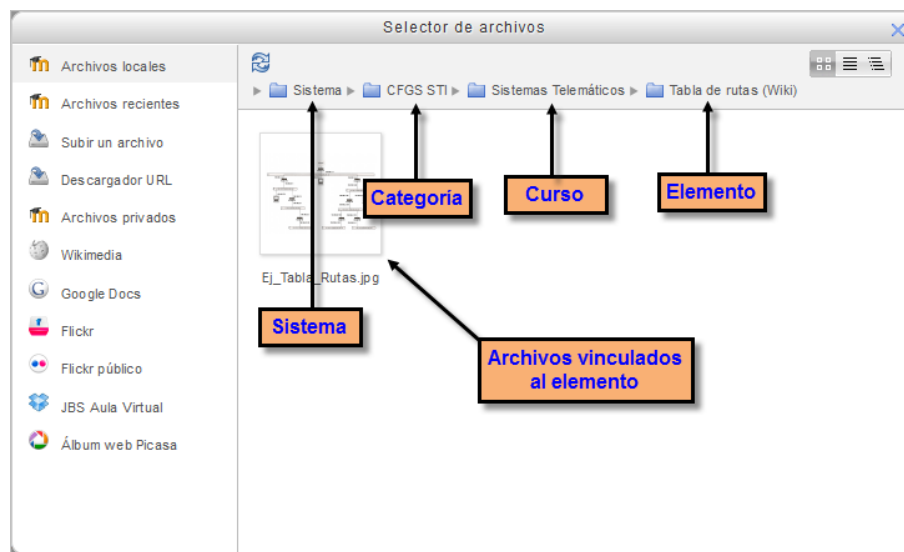 Selector de archivos
Archivos locales
Archivos recientes
Subir un archivo
Descargador URL
Archivos privados
Wikimedia
Google Docs
Flickr
Flickr público
JBS Aula Virtual
Álbum web Picasa
Sistema CFGS STI Sistemas Telemáticos Tabla de rutas (Wiki)
Categoría
Curso
Elemento
Ej_Tabla_Rutas.jpg
Sistema
Archivos vinculados
al elemento